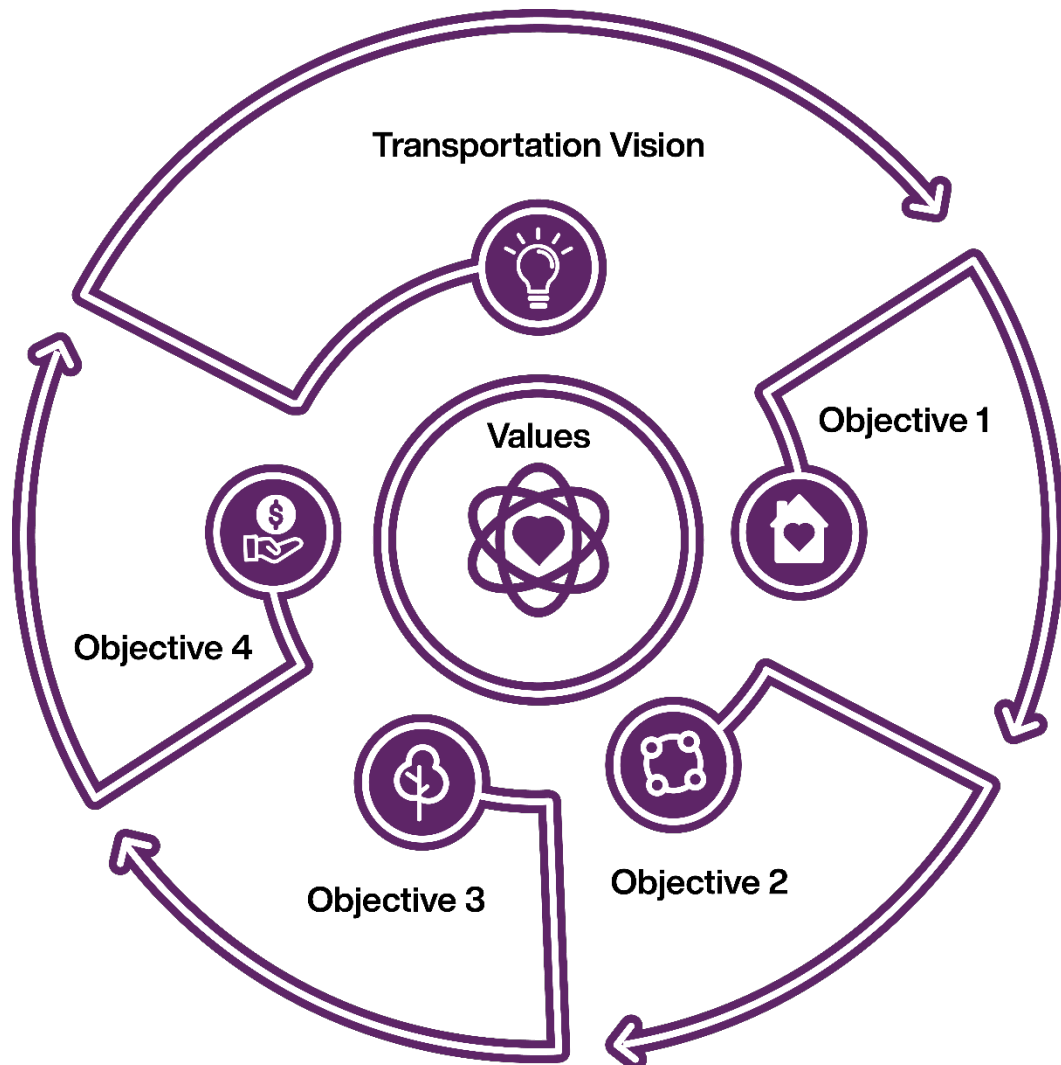 Transportation Vision
Values
Objective 1
Objective 2
Objective 3
Objective 4
$